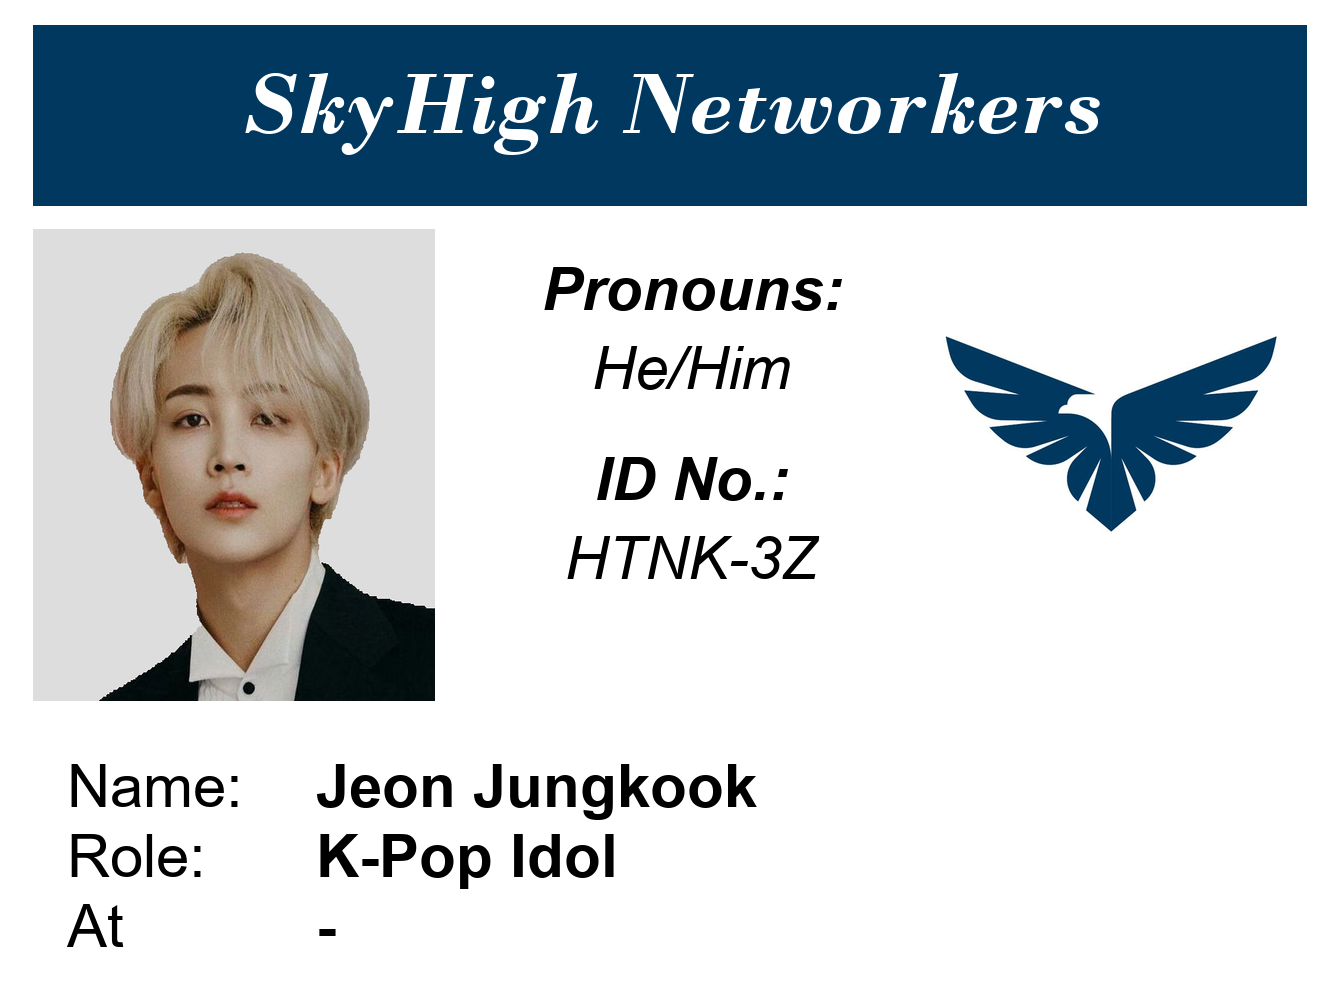 SkyHigh Networkers
Pronouns:
He/Him
ID No.:
HTNK-3Z
Name: Jeon Jungkook
Role: K-Pop Idol
At -